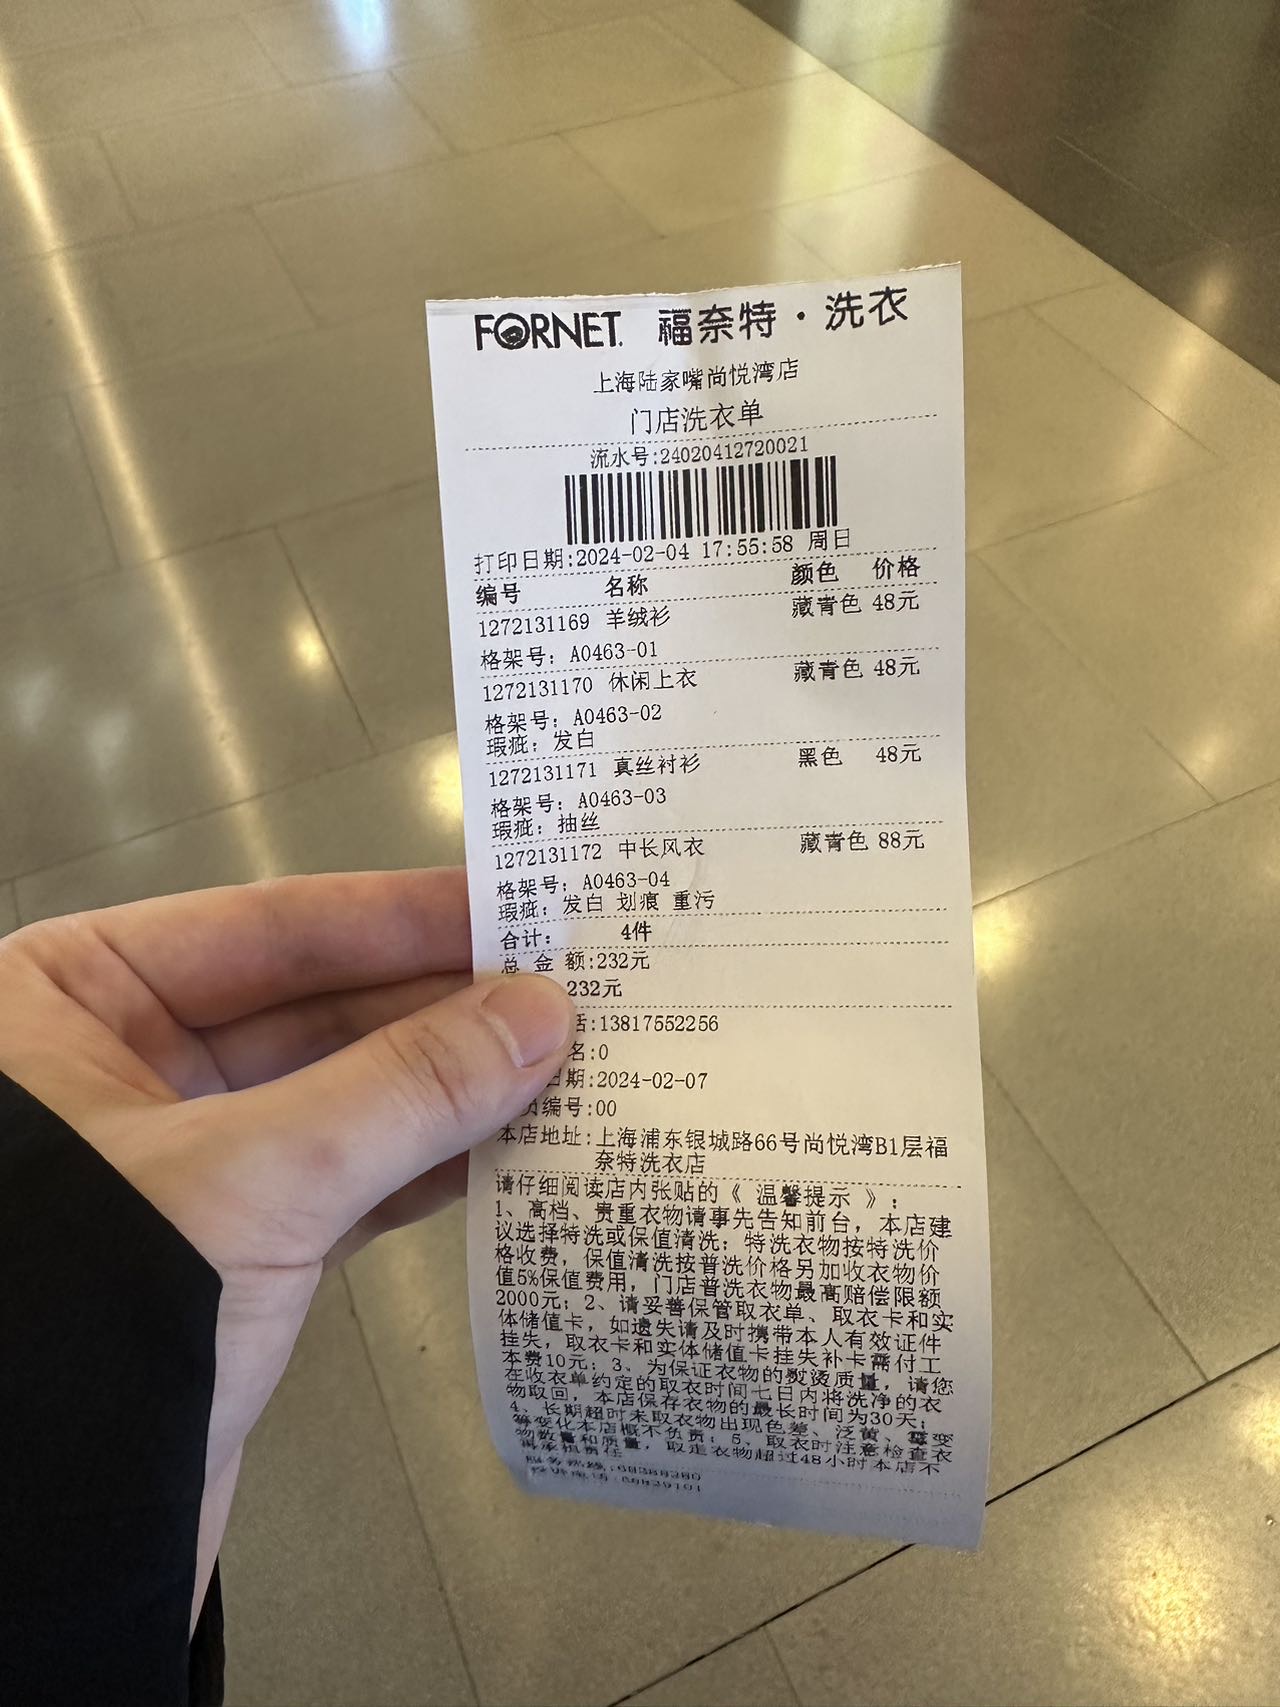 FORNET. 福奈特·洗衣
上海陆家嘴尚悦湾店
门店洗衣单
流水号:24020412720021
打印日期:2024-02-04 17:55:58 周日
编号 名称 颜色 价格
1272131169 羊绒衫 藏青色 48元
格架号: A0463-01
1272131170 休闲上衣 藏青色 48元
格架号: A0463-02
瑕疵: 发白
1272131171 真丝衬衫 黑色 48元
格架号: A0463-03
瑕疵: 抽丝
1272131172 中长风衣 藏青色 88元
格架号: A0463-04
瑕疵: 发白 划痕 重污
合计: 4件
总 金 额:232元
232元
话:13817552256
名:0
日期:2024-02-07
员编号:00
本店地址:上海浦东银城路66号尚悦湾B1层福
奈特洗衣店
请仔细阅读店内张贴的《 温馨提示 》:
1、高档、贵重衣物请事先告知前台，本店建
议选择特洗或保值清洗；特洗衣物按特洗价
格收费，保值清洗按普洗价格另加收衣物价
值5%保值费用，门店普洗衣物最高赔偿限额
2000元；2、请妥善保管取衣单、取衣卡和实
体储值卡，如遗失请及时携带本人有效证件
挂失，取衣卡和实体储值卡挂失补卡需付工
本费10元；3、为保证衣物的熨烫质量，请您
在收衣单约定的取衣时间七日内将洗净的衣
物取回，本店保存衣物的最长时间为30天；
4、长期超时未取衣物出现色差、泛黄、霉变
等变化本店概不负责；5、取衣时注意检查衣
物数量和质量，取走衣物超过48小时本店不
再承担责任
服务热线:68388280